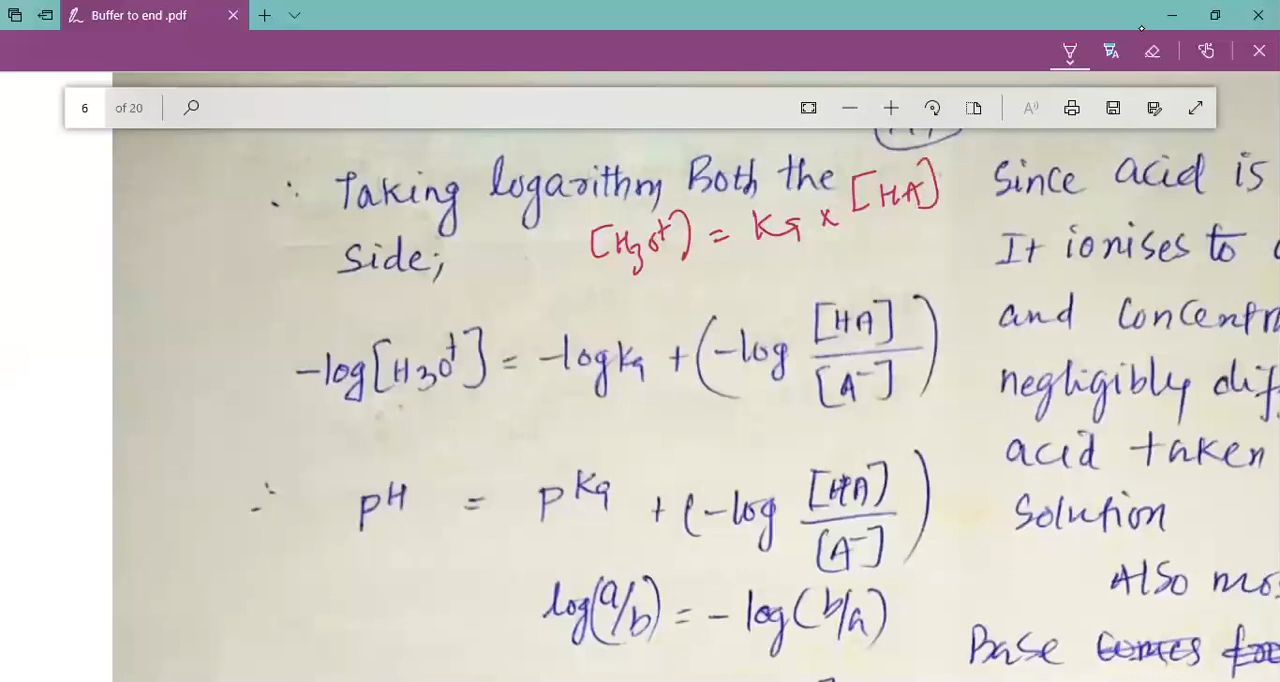 Buffer to end .pdf
6 of 20
∴ Taking logarithm Both the
side;
[H3O+] = Ka × [HA]
-log[H3O+] = -logKa + (-log [HA]/[A-])
∴ pH = pKa + (-log [HA]/[A-])
log(a/b) = - log(b/a)
Since acid is
It ionises to
and concentr
negligibly dif
acid taken
Solution
Also mo
Base